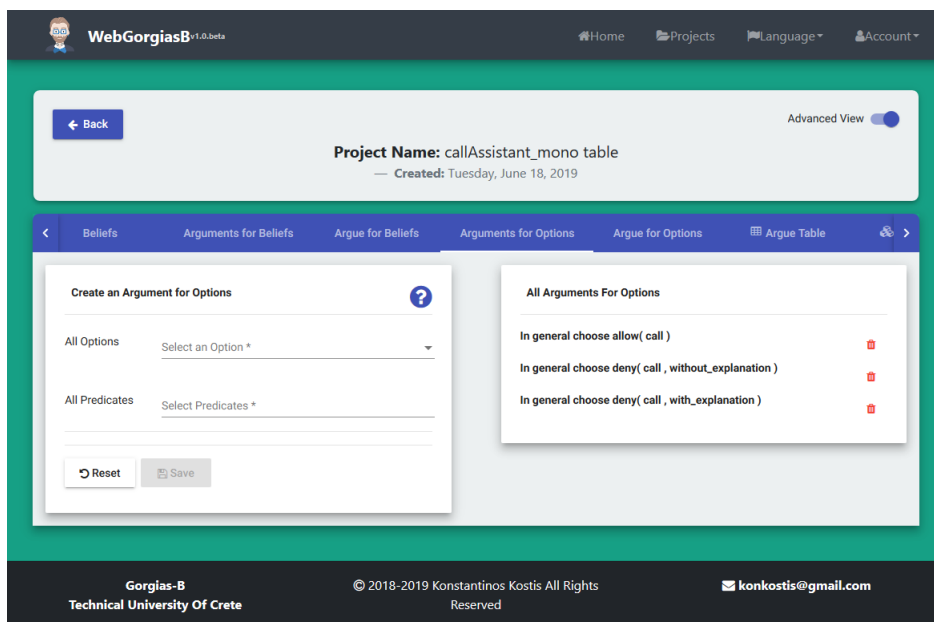 WebGorgiasB v1.0.beta
Home Projects Language Account
Back
Advanced View
Project Name: callAssistant_mono table
— Created: Tuesday, June 18, 2019
Beliefs Arguments for Beliefs Argue for Beliefs Arguments for Options Argue for Options Argue Table
Create an Argument for Options
?
All Options
Select an Option *
All Predicates
Select Predicates *
Reset Save
All Arguments For Options
In general choose allow( call )
In general choose deny( call , without_explanation )
In general choose deny( call , with_explanation )
Gorgias-B
Technical University Of Crete
© 2018-2019 Konstantinos Kostis All Rights
Reserved
konkostis@gmail.com